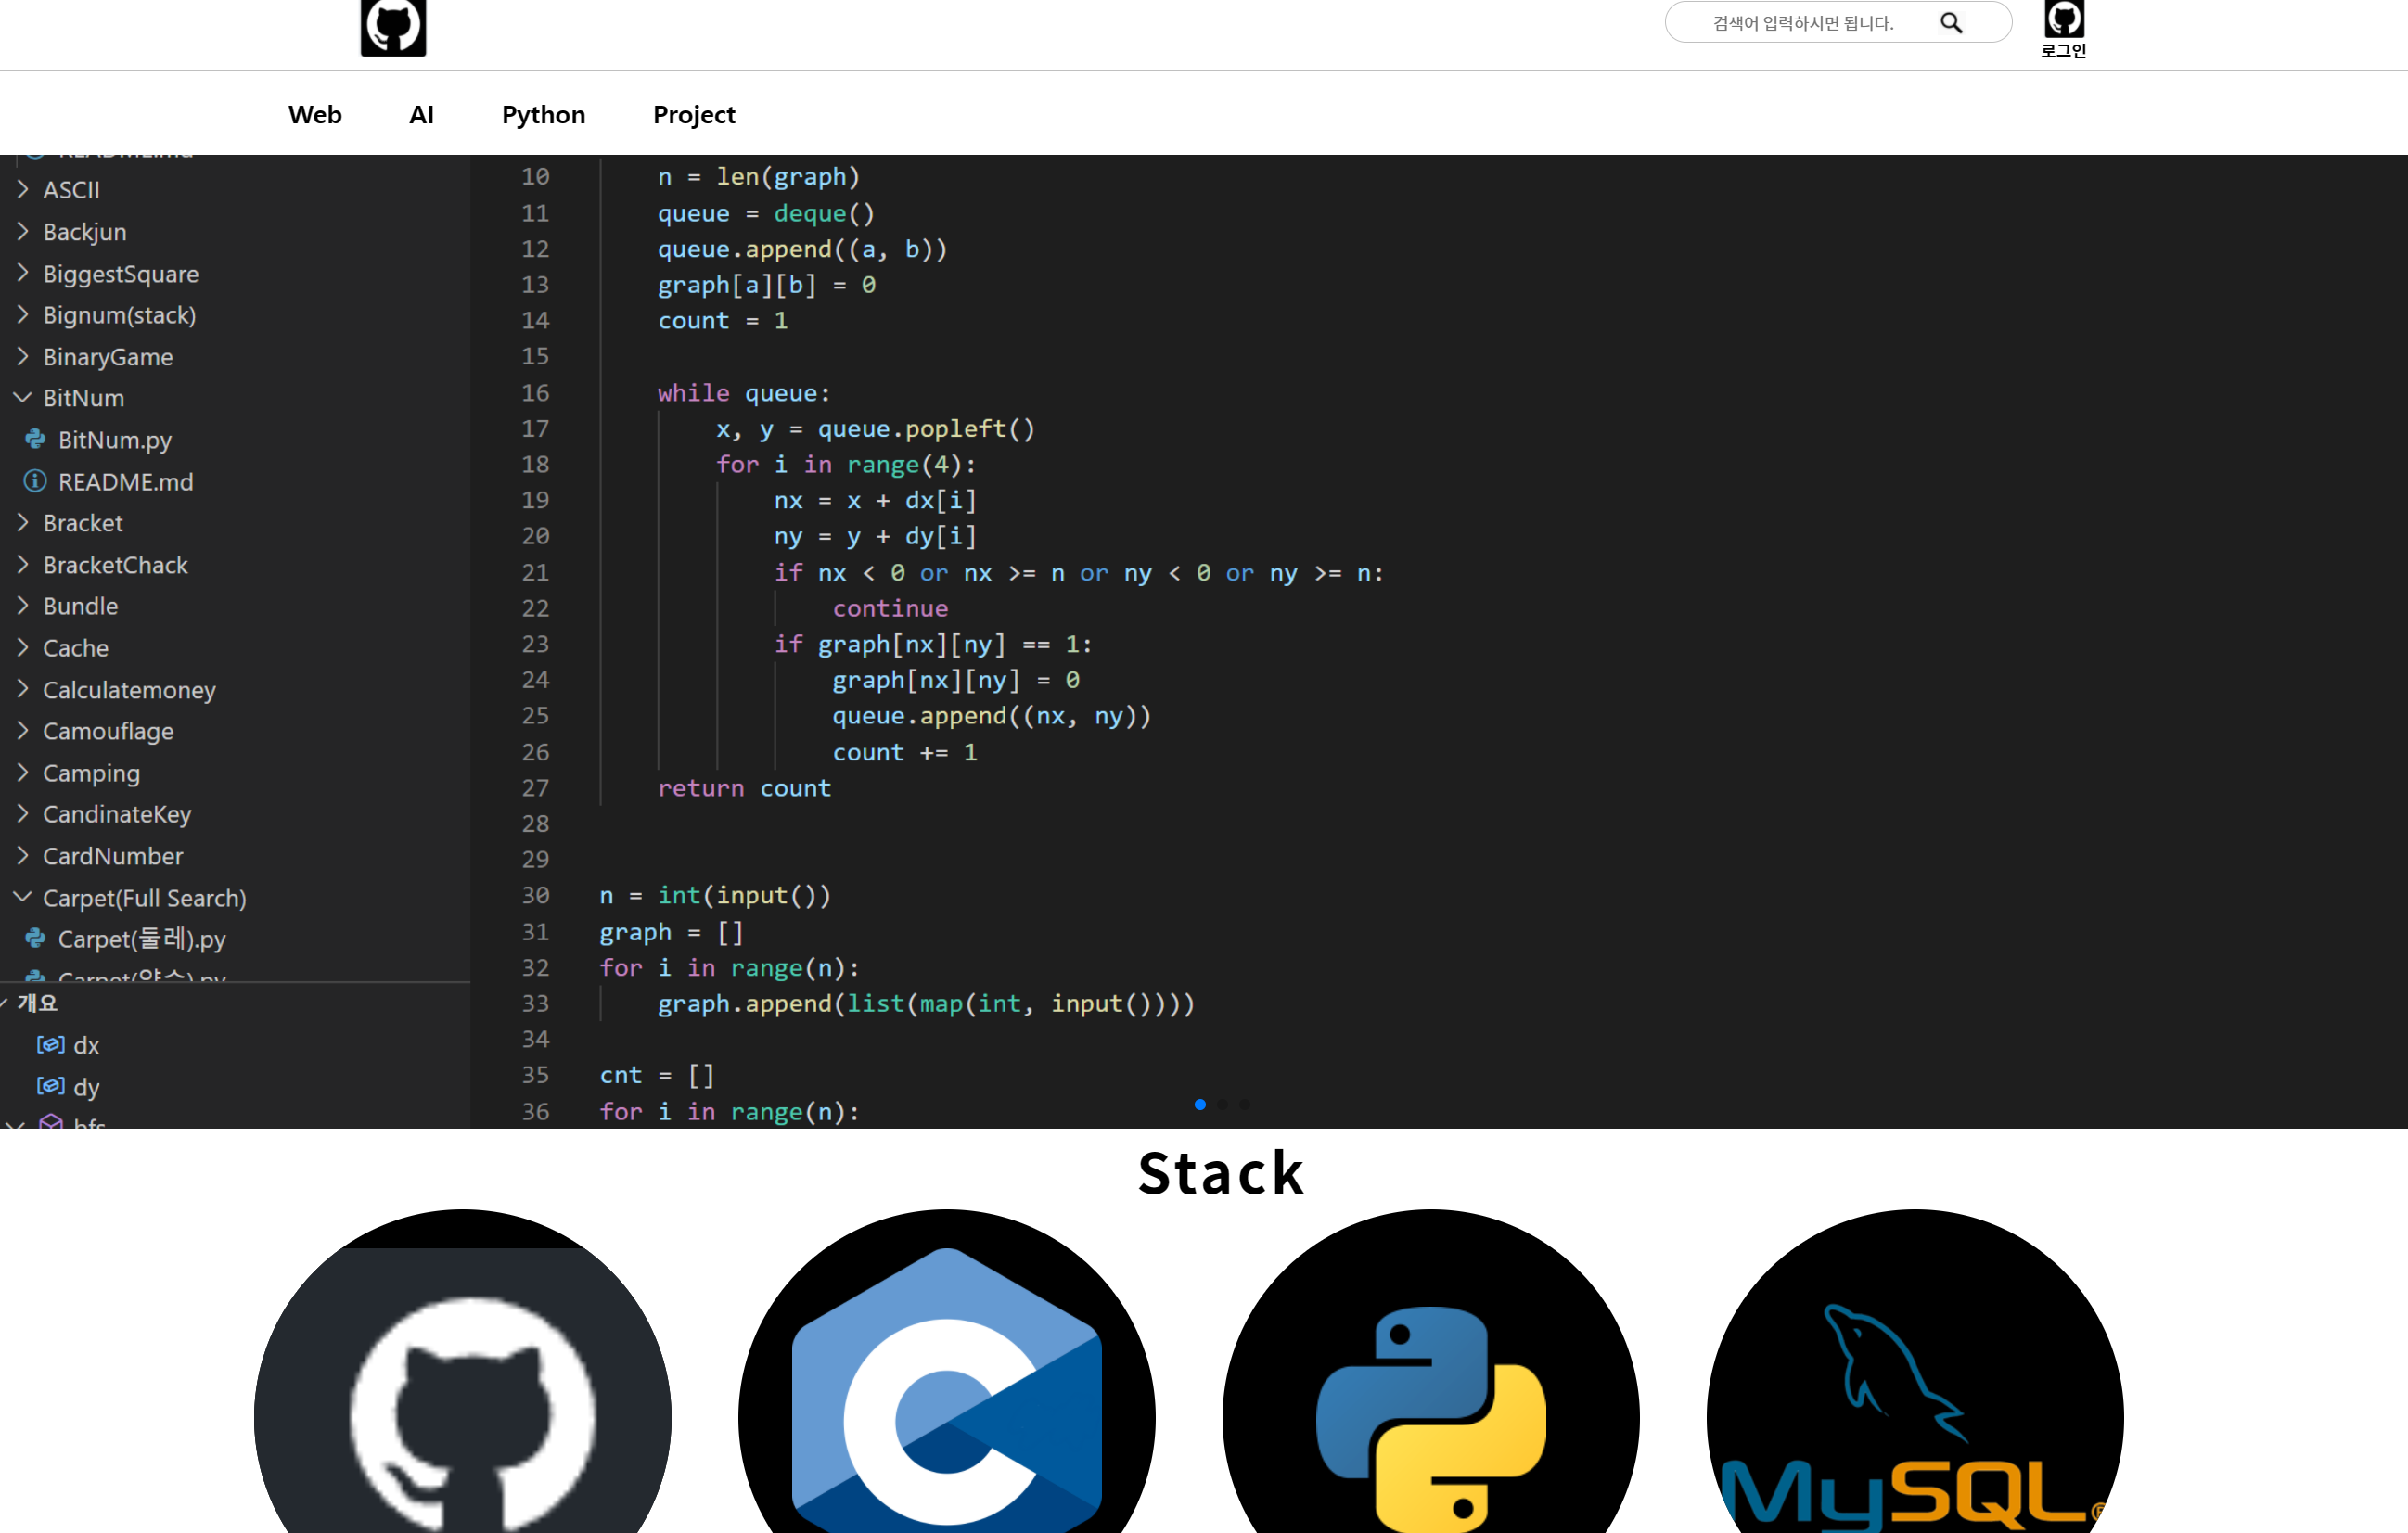 검색어 입력하시면 됩니다.
로그인
Web AI Python Project
README.md
ASCII
Backjun
BiggestSquare
Bignum(stack)
BinaryGame
BitNum
BitNum.py
README.md
Bracket
BracketChack
Bundle
Cache
Calculatemoney
Camouflage
Camping
CandinateKey
CardNumber
Carpet(Full Search)
Carpet(둘레).py
Carpet(약수).py
개요
dx
dy
bfs
10 n = len(graph)
11 queue = deque()
12 queue.append((a, b))
13 graph[a][b] = 0
14 count = 1
15
16 while queue:
17 x, y = queue.popleft()
18 for i in range(4):
19 nx = x + dx[i]
20 ny = y + dy[i]
21 if nx < 0 or nx >= n or ny < 0 or ny >= n:
22 continue
23 if graph[nx][ny] == 1:
24 graph[nx][ny] = 0
25 queue.append((nx, ny))
26 count += 1
27 return count
28
29
30 n = int(input())
31 graph = []
32 for i in range(n):
33 graph.append(list(map(int, input())))
34
35 cnt = []
36 for i in range(n):
Stack
MySQL®